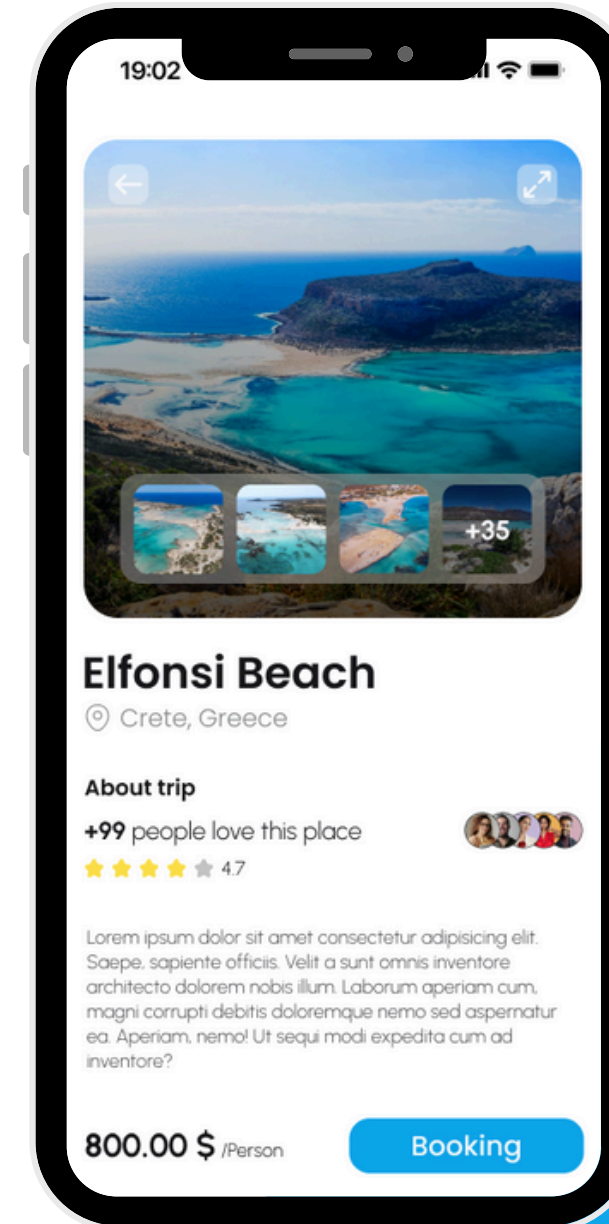 19:02
+35
Elfonsi Beach
Crete, Greece
About trip
+99 people love this place
4.7
Lorem ipsum dolor sit amet consectetur adipisicing elit.
Saepe, sapiente officiis. Velit a sunt omnis inventore
architecto dolorem nobis illum. Laborum aperiam cum,
magni corrupti debitis doloremque nemo sed aspernatur
ea. Aperiam, nemo! Ut sequi modi expedita cum ad
inventore?
800.00 $ /Person
Booking